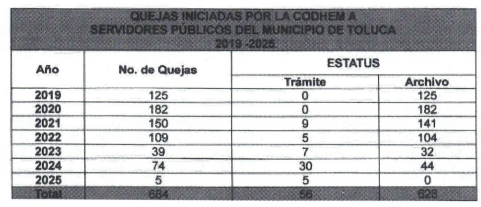 QUEJAS INICIADAS POR LA CODHEM A
SERVIDORES PÚBLICOS DEL MUNICIPIO DE TOLUCA
2019 -2025
Año No. de Quejas ESTATUS
Trámite Archivo
2019 125 0 125
2020 182 0 182
2021 150 9 141
2022 109 5 104
2023 39 7 32
2024 74 30 44
2025 5 5 0
Total 684 56 628